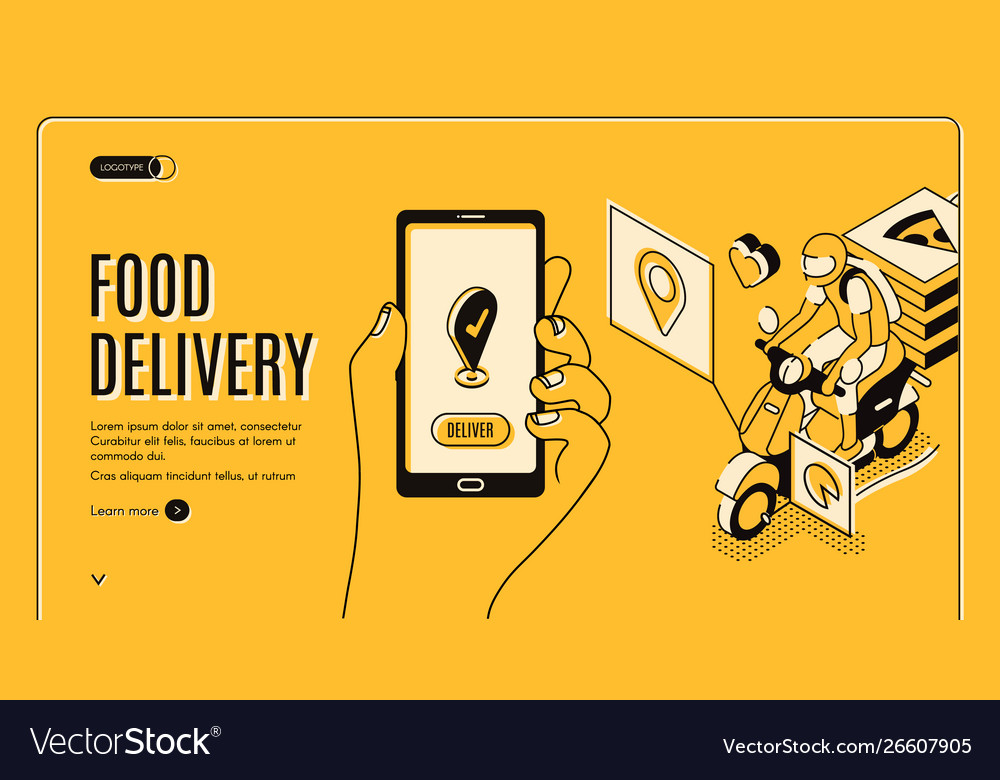 LOGOTYPE
FOOD
DELIVERY
Lorem ipsum dolor sit amet, consectetur
Curabitur elit felis, faucibus at lorem ut
commodo dui.
Cras aliquam tincidunt tellus, ut rutrum
Learn more
DELIVER
VectorStock®
VectorStock.com/26607905